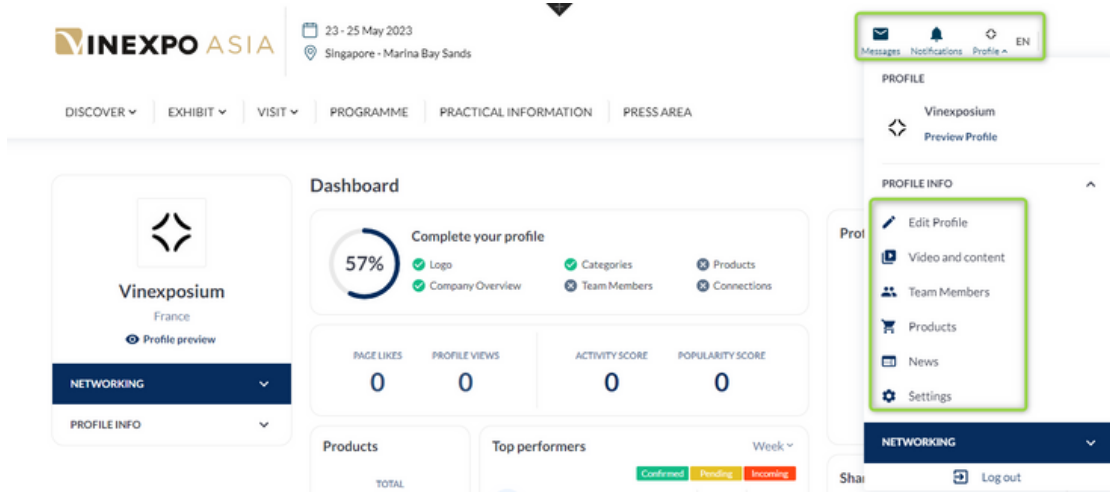 VINEXPO ASIA
23 - 25 May 2023
Singapore - Marina Bay Sands
Messages Notifications Profile EN
DISCOVER EXHIBIT VISIT PROGRAMME PRACTICAL INFORMATION PRESS AREA
PROFILE
Vinexposium
Preview Profile
PROFILE INFO
Edit Profile
Video and content
Team Members
Products
News
Settings
NETWORKING
Log out
Vinexposium
France
Profile preview
NETWORKING
PROFILE INFO
Dashboard
57%
Complete your profile
Logo Categories Products
Company Overview Team Members Connections
PAGE LIKES PROFILE VIEWS ACTIVITY SCORE POPULARITY SCORE
0 0 0 0
Products
TOTAL
Top performers Week
Confirmed Pending Incoming